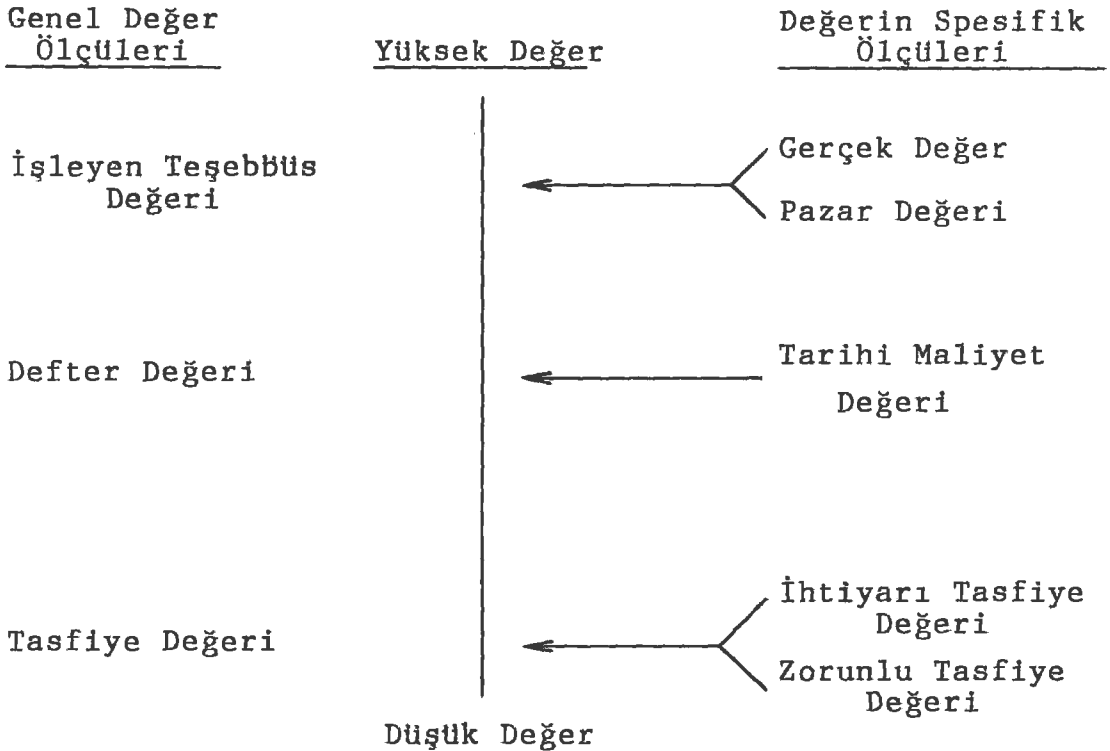 Genel Değer
Ölçüleri
Yüksek Değer
Değerin Spesifik
Ölçüleri
İşleyen Teşebbüs
Değeri
Gerçek Değer
Pazar Değeri
Defter Değeri
Tarihi Maliyet
Değeri
Tasfiye Değeri
İhtiyarı Tasfiye
Değeri
Zorunlu Tasfiye
Değeri
Düşük Değer